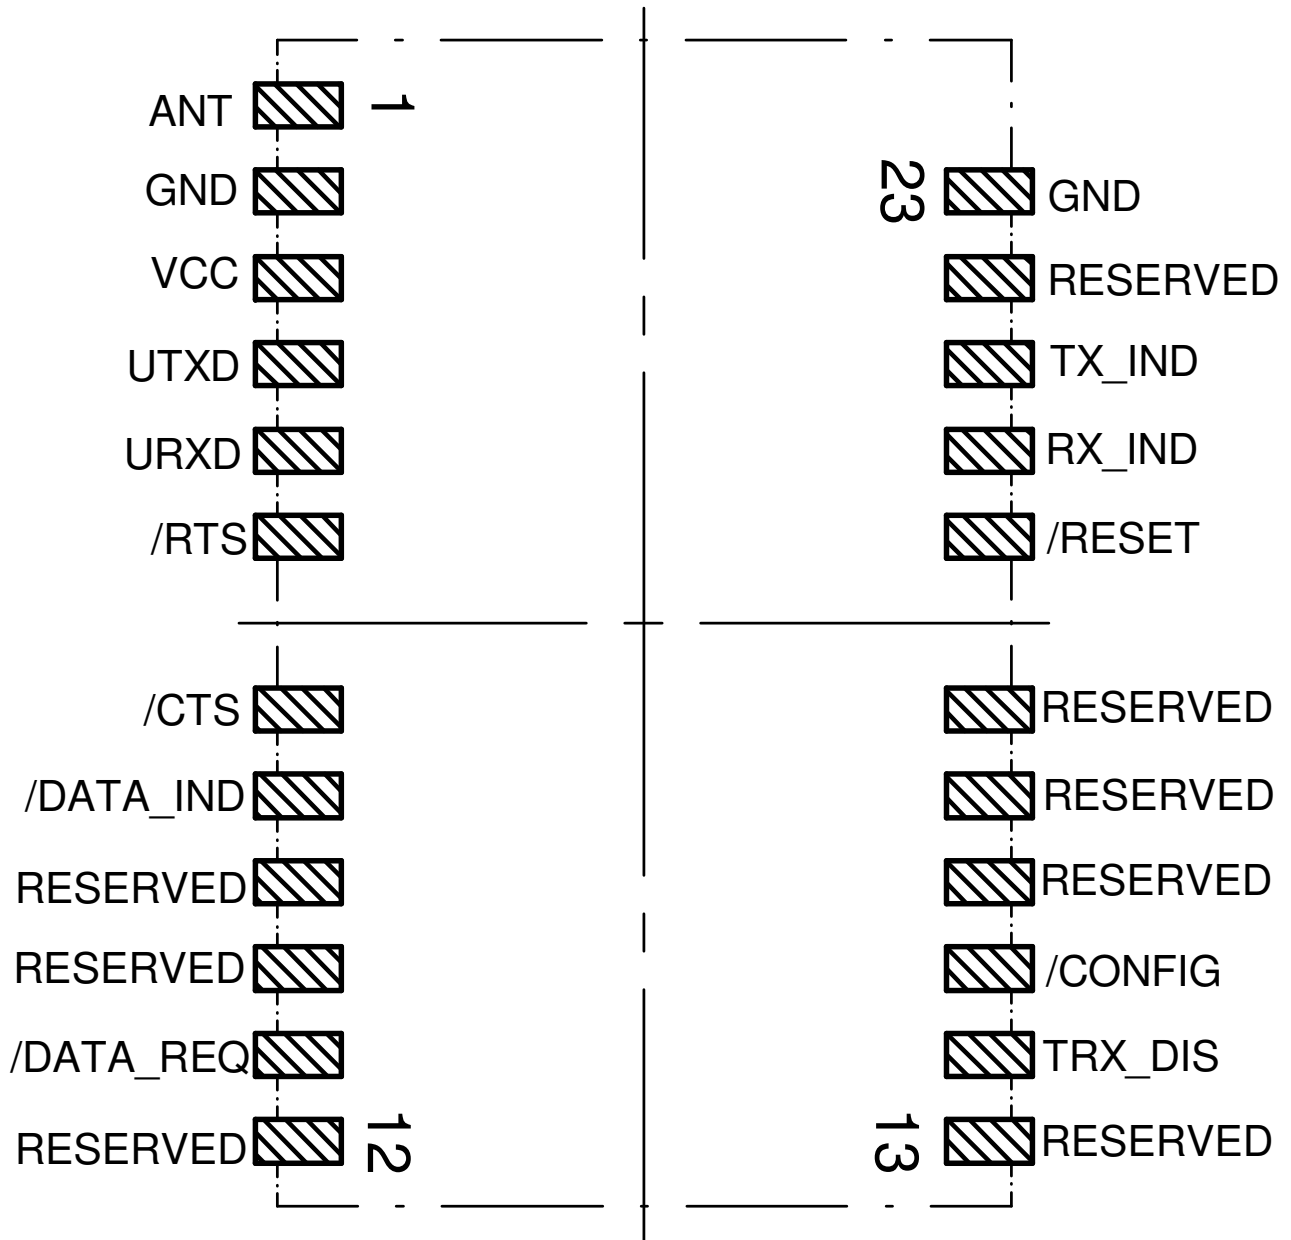 ANT 1
GND 23 GND
VCC RESERVED
UTXD TX_IND
URXD RX_IND
/RTS /RESET
/CTS RESERVED
/DATA_IND RESERVED
RESERVED RESERVED
RESERVED /CONFIG
/DATA_REQ TRX_DIS
RESERVED 12 13 RESERVED